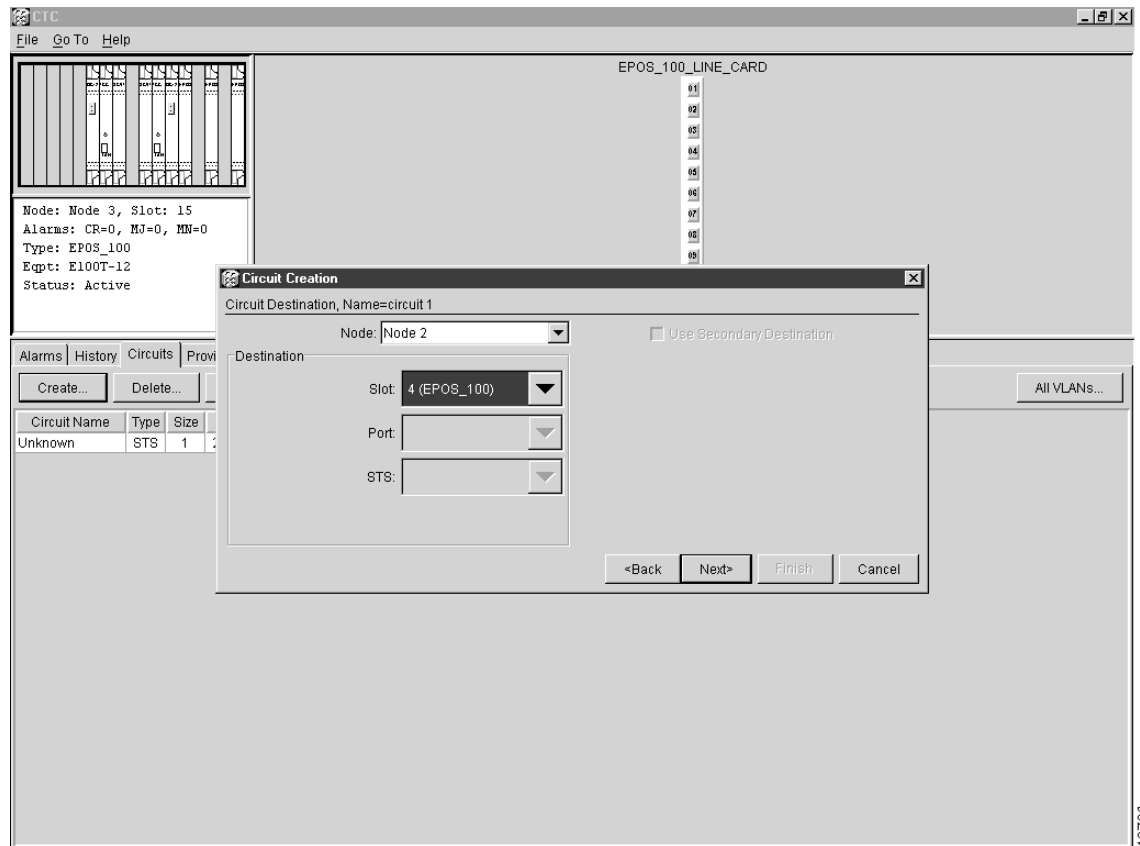 CTC
File Go To Help
EPOS_100_LINE_CARD
01
02
03
04
05
06
07
08
09
Node: Node 3, Slot: 15
Alarms: CR=0, MJ=0, MN=0
Type: EPOS_100
Eqpt: E100T-12
Status: Active
Circuit Creation
Circuit Destination, Name=circuit 1
Node: Node 2
Use Secondary Destination
Destination
Slot: 4 (EPOS_100)
Port:
STS:
<Back Next> Finish Cancel
Alarms History Circuits Provi
Create... Delete... All VLANs...
Circuit Name Type Size
Unknown STS 1